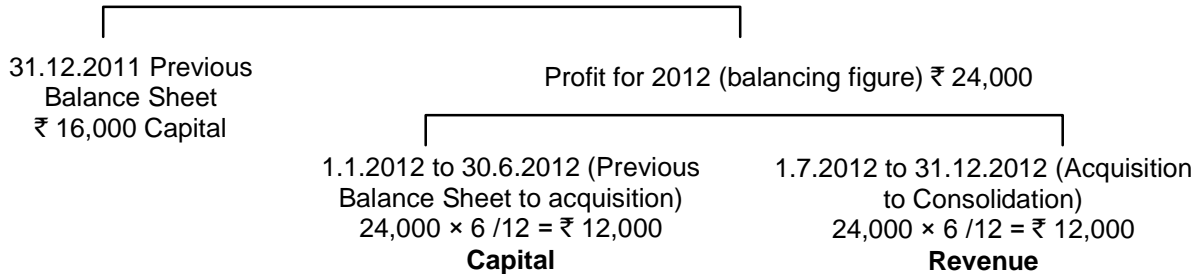 31.12.2011 Previous
Balance Sheet
₹ 16,000 Capital
Profit for 2012 (balancing figure) ₹ 24,000
1.1.2012 to 30.6.2012 (Previous
Balance Sheet to acquisition)
24,000 × 6 /12 = ₹ 12,000
Capital
1.7.2012 to 31.12.2012 (Acquisition
to Consolidation)
24,000 × 6 /12 = ₹ 12,000
Revenue